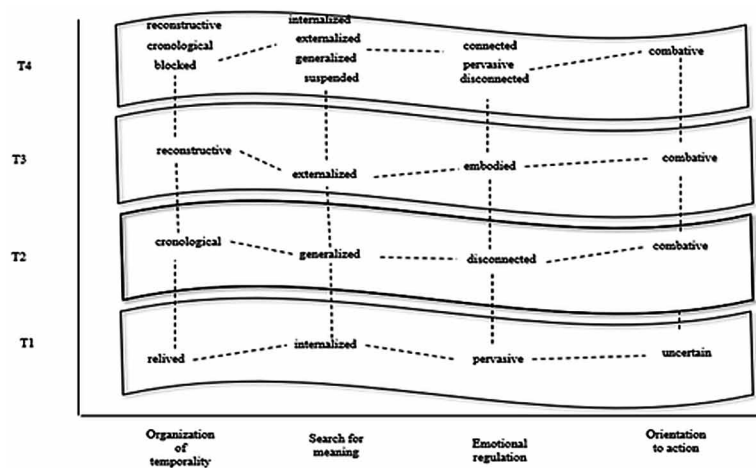 T4
reconstructive
cronological
blocked
internalized
externalized
generalized
suspended
connected
pervasive
disconnected
combative
T3
reconstructive
externalized
embodied
combative
T2
cronological
generalized
disconnected
combative
T1
relived
internalized
pervasive
uncertain
Organization
of
temporality
Search for
meaning
Emotional
regulation
Orientation
to action